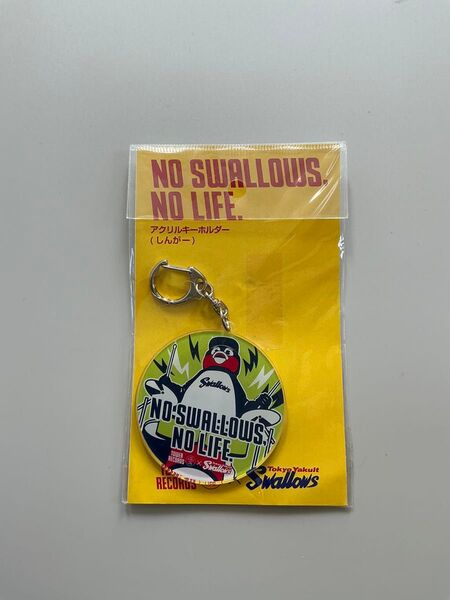 NO SWALLOWS,
NO LIFE.
アクリルキーホルダー
(しんがー)
Swallows
NO SWALLOWS,
NO LIFE.
TOWER
RECORDS
×
Swallows
RECORDS
Tokyo Yakult
Swallows